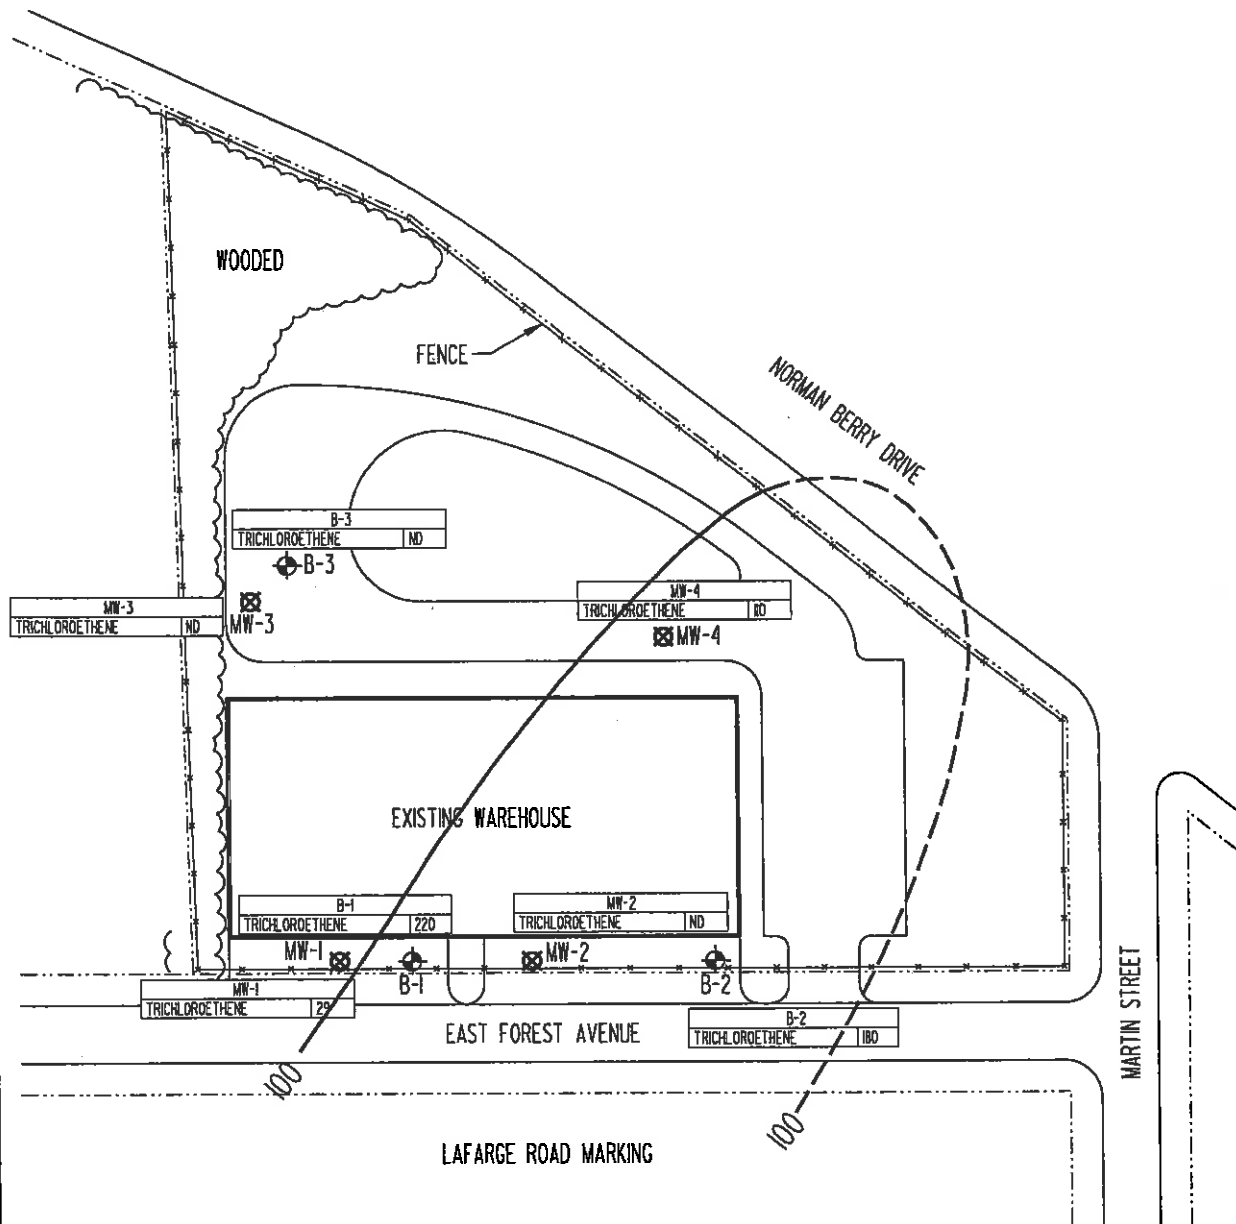 WOODED
FENCE
NORMAN BERRY DRIVE
B-3
TRICHLOROETHENE ND
B-3
MW-3
TRICHLOROETHENE ND
MW-3
MW-4
TRICHLOROETHENE
MW-4
EXISTING WAREHOUSE
B-1
TRICHLOROETHENE 220
MW-2
TRICHLOROETHENE ND
MW-1
B-1
MW-2
B-2
MW-1
TRICHLOROETHENE 29
B-2
TRICHLOROETHENE 180
EAST FOREST AVENUE
MARTIN STREET
100
100
LAFARGE ROAD MARKING